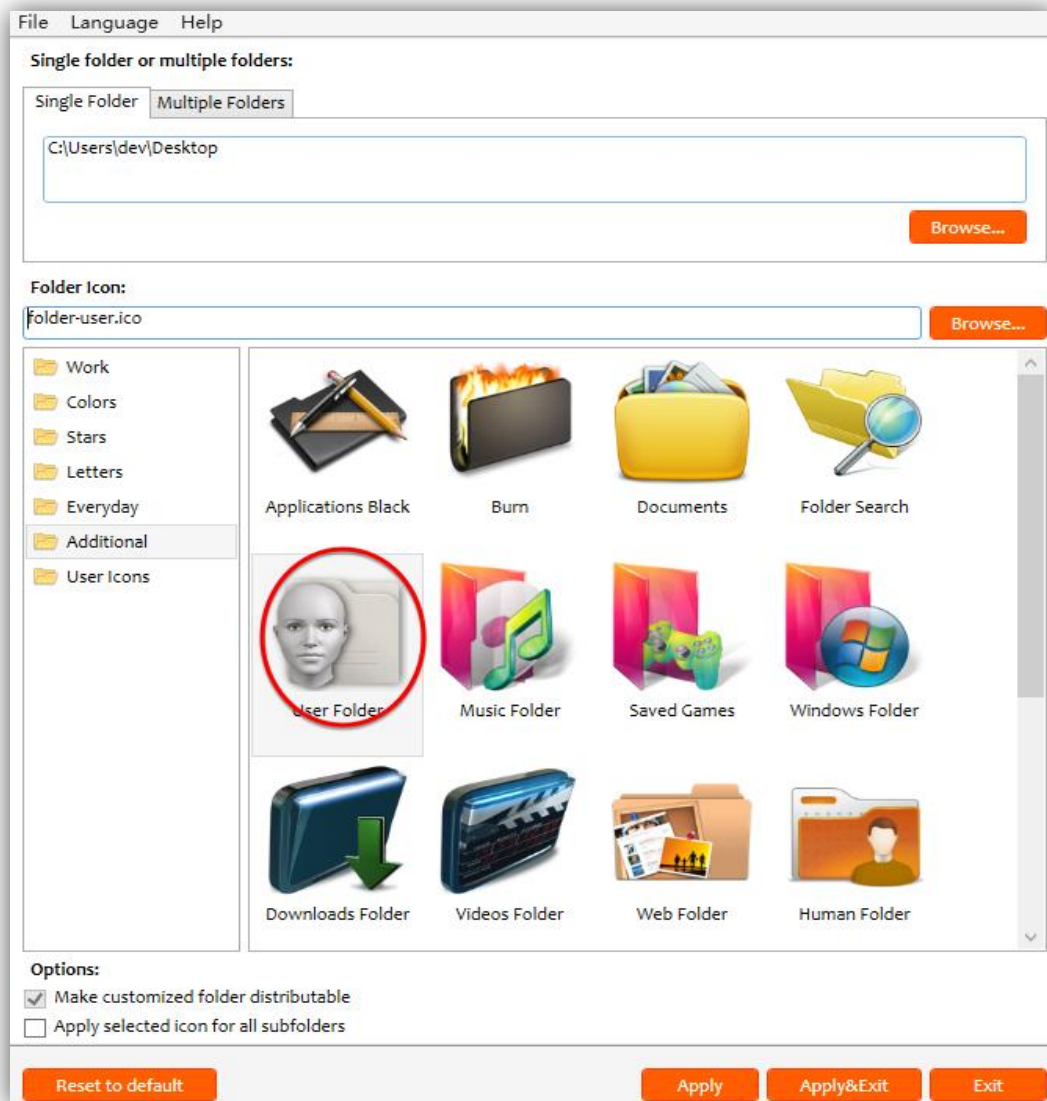 File Language Help
Single folder or multiple folders:
Single Folder Multiple Folders
C:\Users\dev\Desktop
Browse...
Folder Icon:
folder-user.ico
Browse...
Work
Colors
Stars
Letters
Everyday
Additional
User Icons
Applications Black Burn Documents Folder Search
User Folder Music Folder Saved Games Windows Folder
Downloads Folder Videos Folder Web Folder Human Folder
Options:
Make customized folder distributable
Apply selected icon for all subfolders
Reset to default Apply Apply&Exit Exit